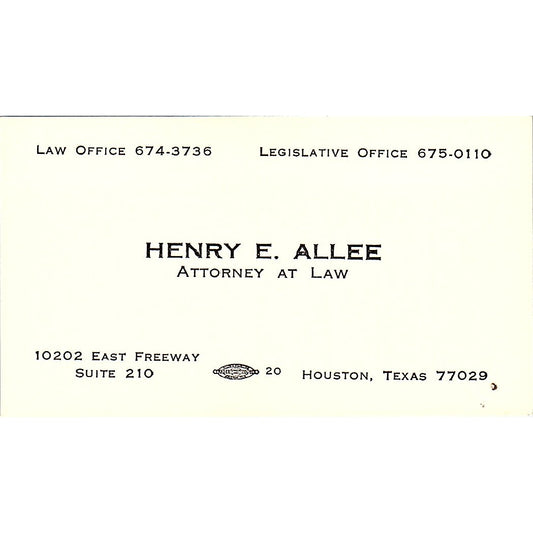 Law Office 674-3736
Legislative Office 675-0110
HENRY E. ALLEE
Attorney at Law
10202 East Freeway
Suite 210
20
Houston, Texas 77029